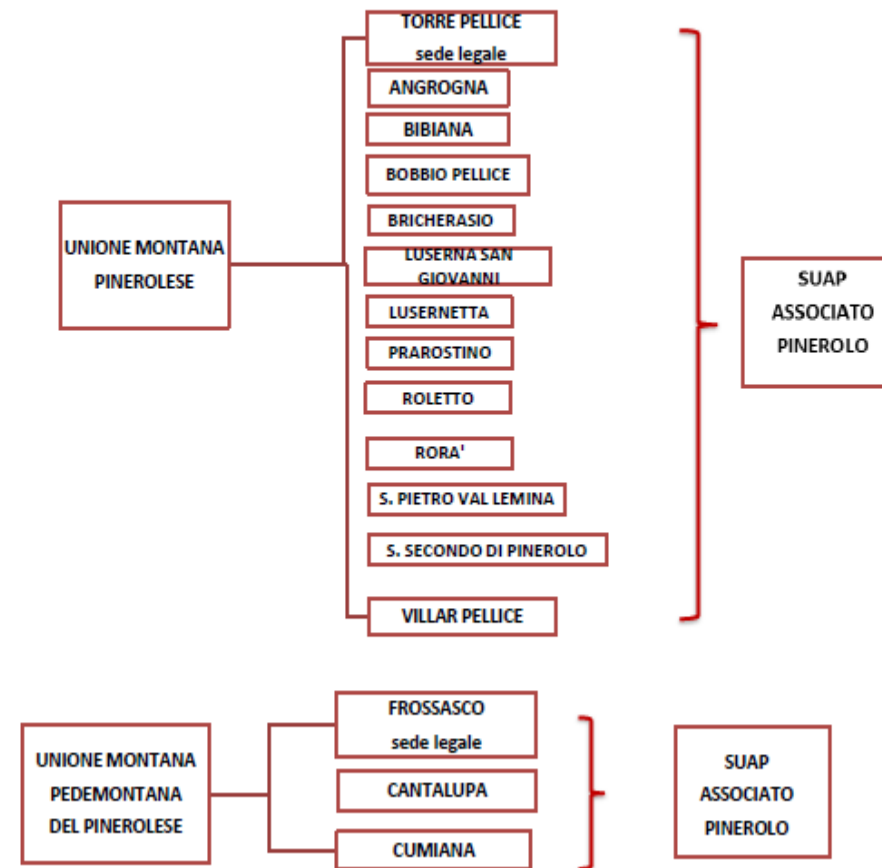 TORRE PELLICE
sede legale
ANGROGNA
BIBIANA
BOBBIO PELLICE
BRICHERASIO
LUSERNA SAN
GIOVANNI
LUSERNETTA
PRAROSTINO
ROLETTO
RORA'
S. PIETRO VAL LEMINA
S. SECONDO DI PINEROLO
VILLAR PELLICE
UNIONE MONTANA
PINEROLESE
SUAP
ASSOCIATO
PINEROLO
FROSSASCO
sede legale
CANTALUPA
CUMIANA
UNIONE MONTANA
PEDEMONTANA
DEL PINEROLESE
SUAP
ASSOCIATO
PINEROLO